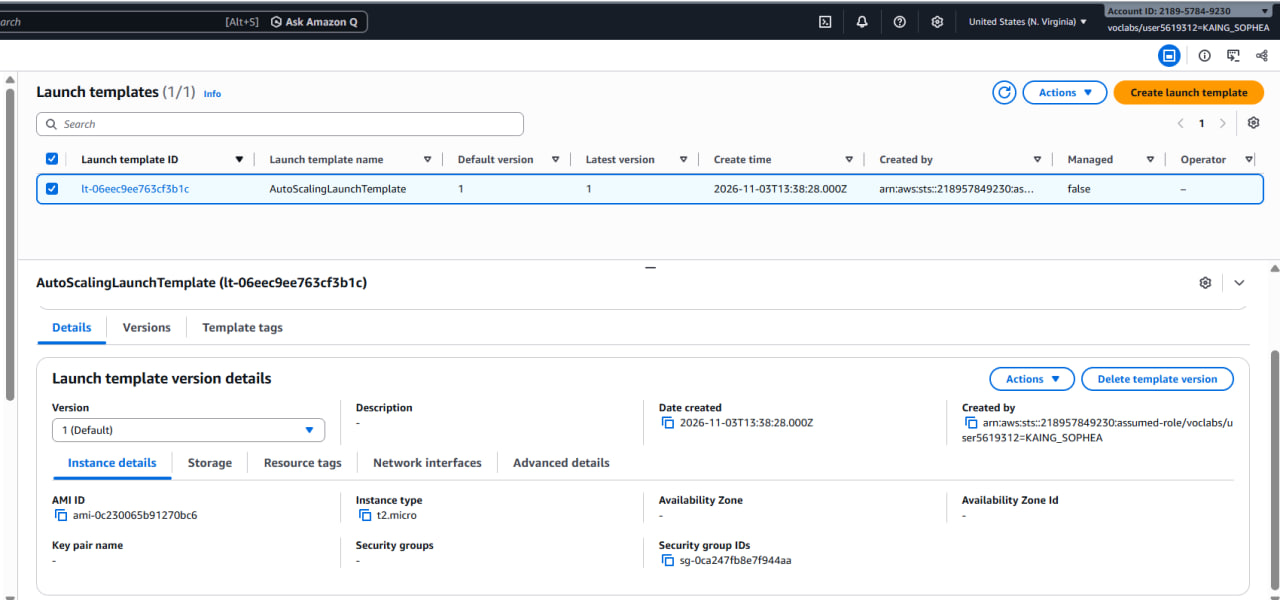 arch [Alt+S] Ask Amazon Q United States (N. Virginia) Account ID: 2189-5784-9230
voclabs/user5619312=KAING_SOPHEA
Launch templates (1/1) Info Actions Create launch template
Search 1
Launch template ID Launch template name Default version Latest version Create time Created by Managed Operator
lt-06eec9ee763cf3b1c AutoScalingLaunchTemplate 1 1 2026-11-03T13:38:28.000Z arn:aws:sts::218957849230:as... false –
AutoScalingLaunchTemplate (lt-06eec9ee763cf3b1c)
Details Versions Template tags
Launch template version details Actions Delete template version
Version Description Date created Created by
1 (Default) - 2026-11-03T13:38:28.000Z arn:aws:sts::218957849230:assumed-role/voclabs/u
ser5619312=KAING_SOPHEA
Instance details Storage Resource tags Network interfaces Advanced details
AMI ID Instance type Availability Zone Availability Zone Id
ami-0c230065b91270bc6 t2.micro - -
Key pair name Security groups Security group IDs
- - sg-0ca247fb8e7f944aa